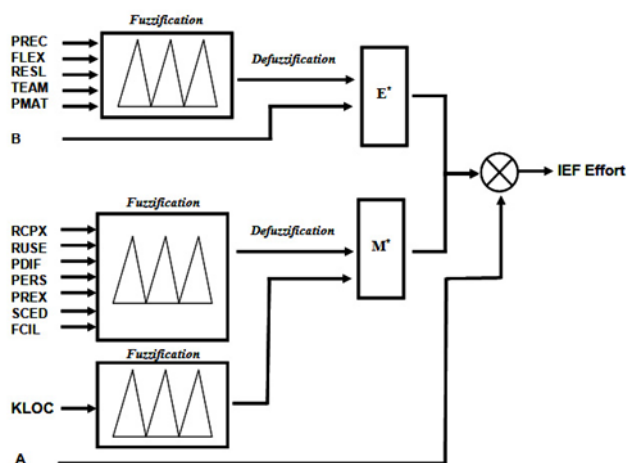 Fuzzification
PREC
FLEX
RESL
TEAM
PMAT
Defuzzification
B
E*
IEF Effort
Fuzzification
RCPX
RUSE
PDIF
PERS
PREX
SCED
FCIL
Defuzzification
M*
Fuzzification
KLOC
A